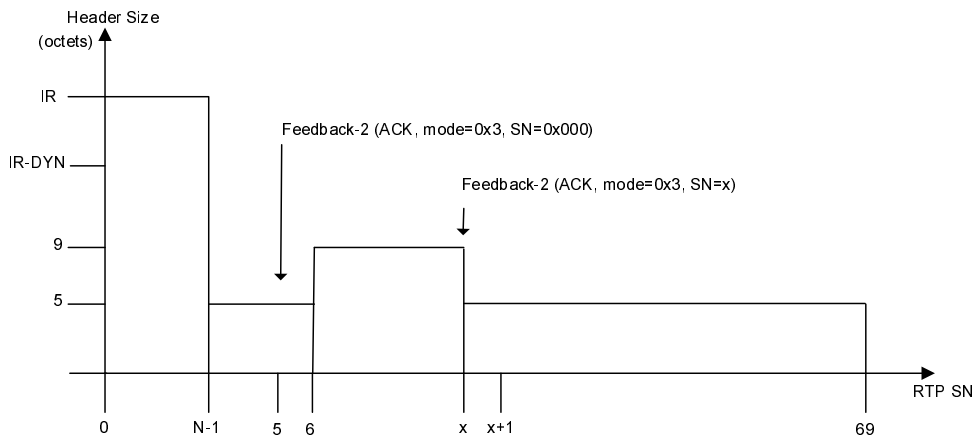 Header Size
(octets)
IR
Feedback-2 (ACK, mode=0x3, SN=0x000)
IR-DYN
Feedback-2 (ACK, mode=0x3, SN=x)
9
5
RTP SN
0
N-1
5
6
x
x+1
69